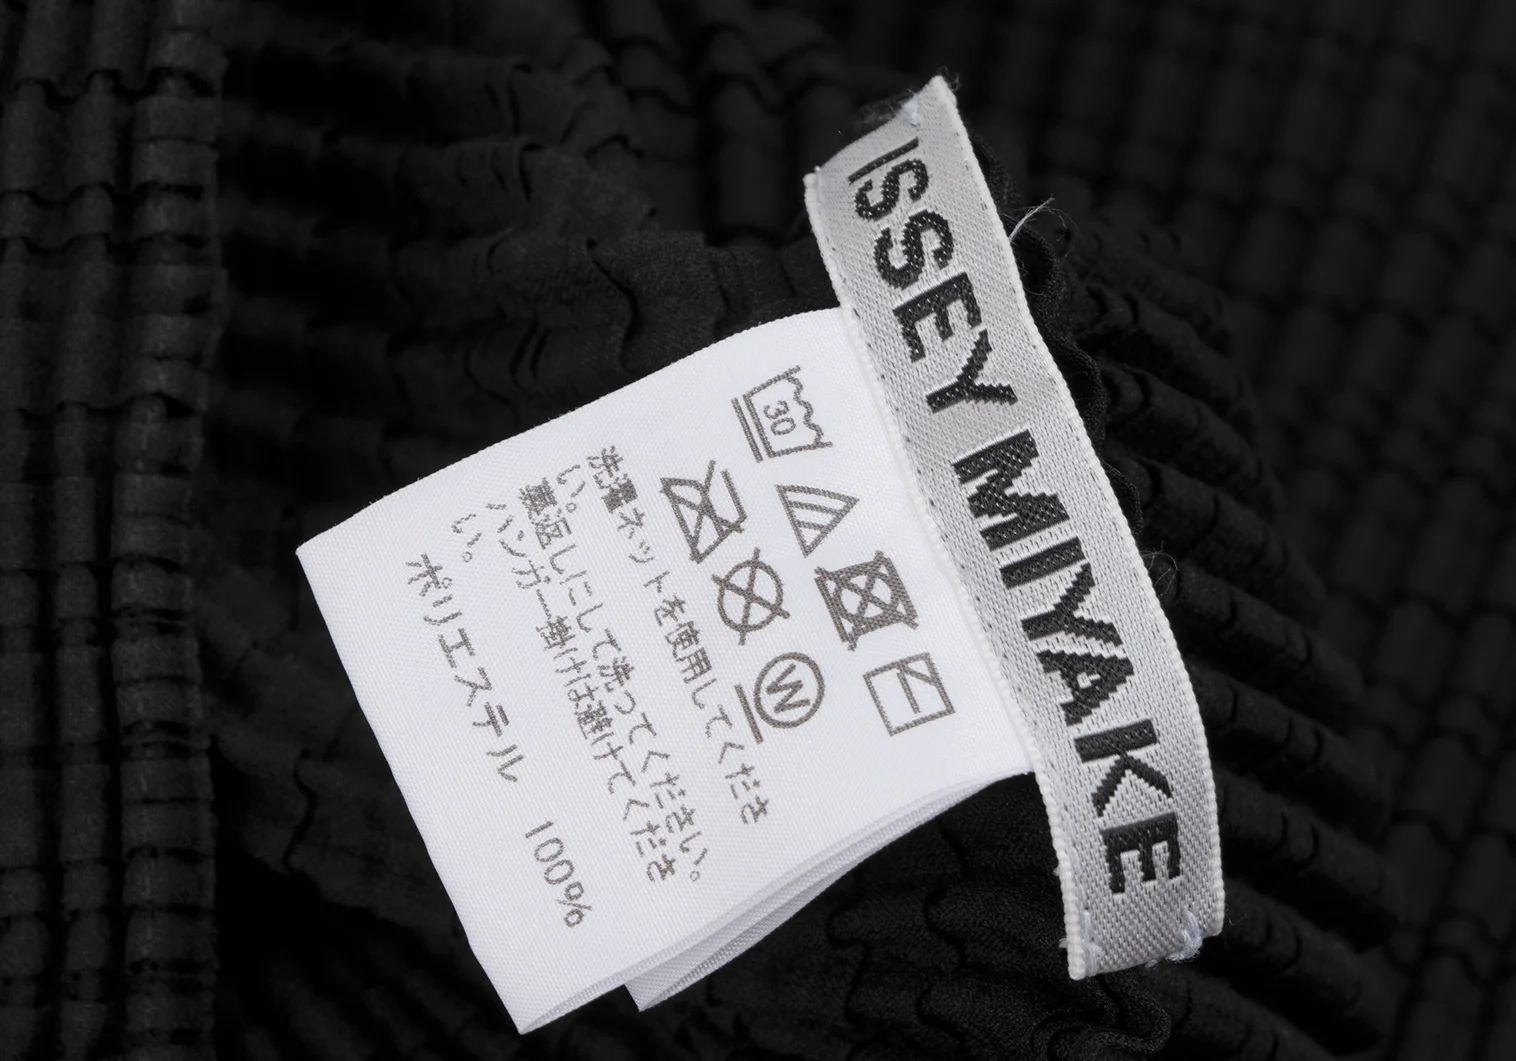 ISSEY MIYAKE
30
W
洗濯ネットを使用してくださ
い。
裏返しにして洗ってください。
ハンガー掛けは避けてくださ
い。
ポリエステル 100%